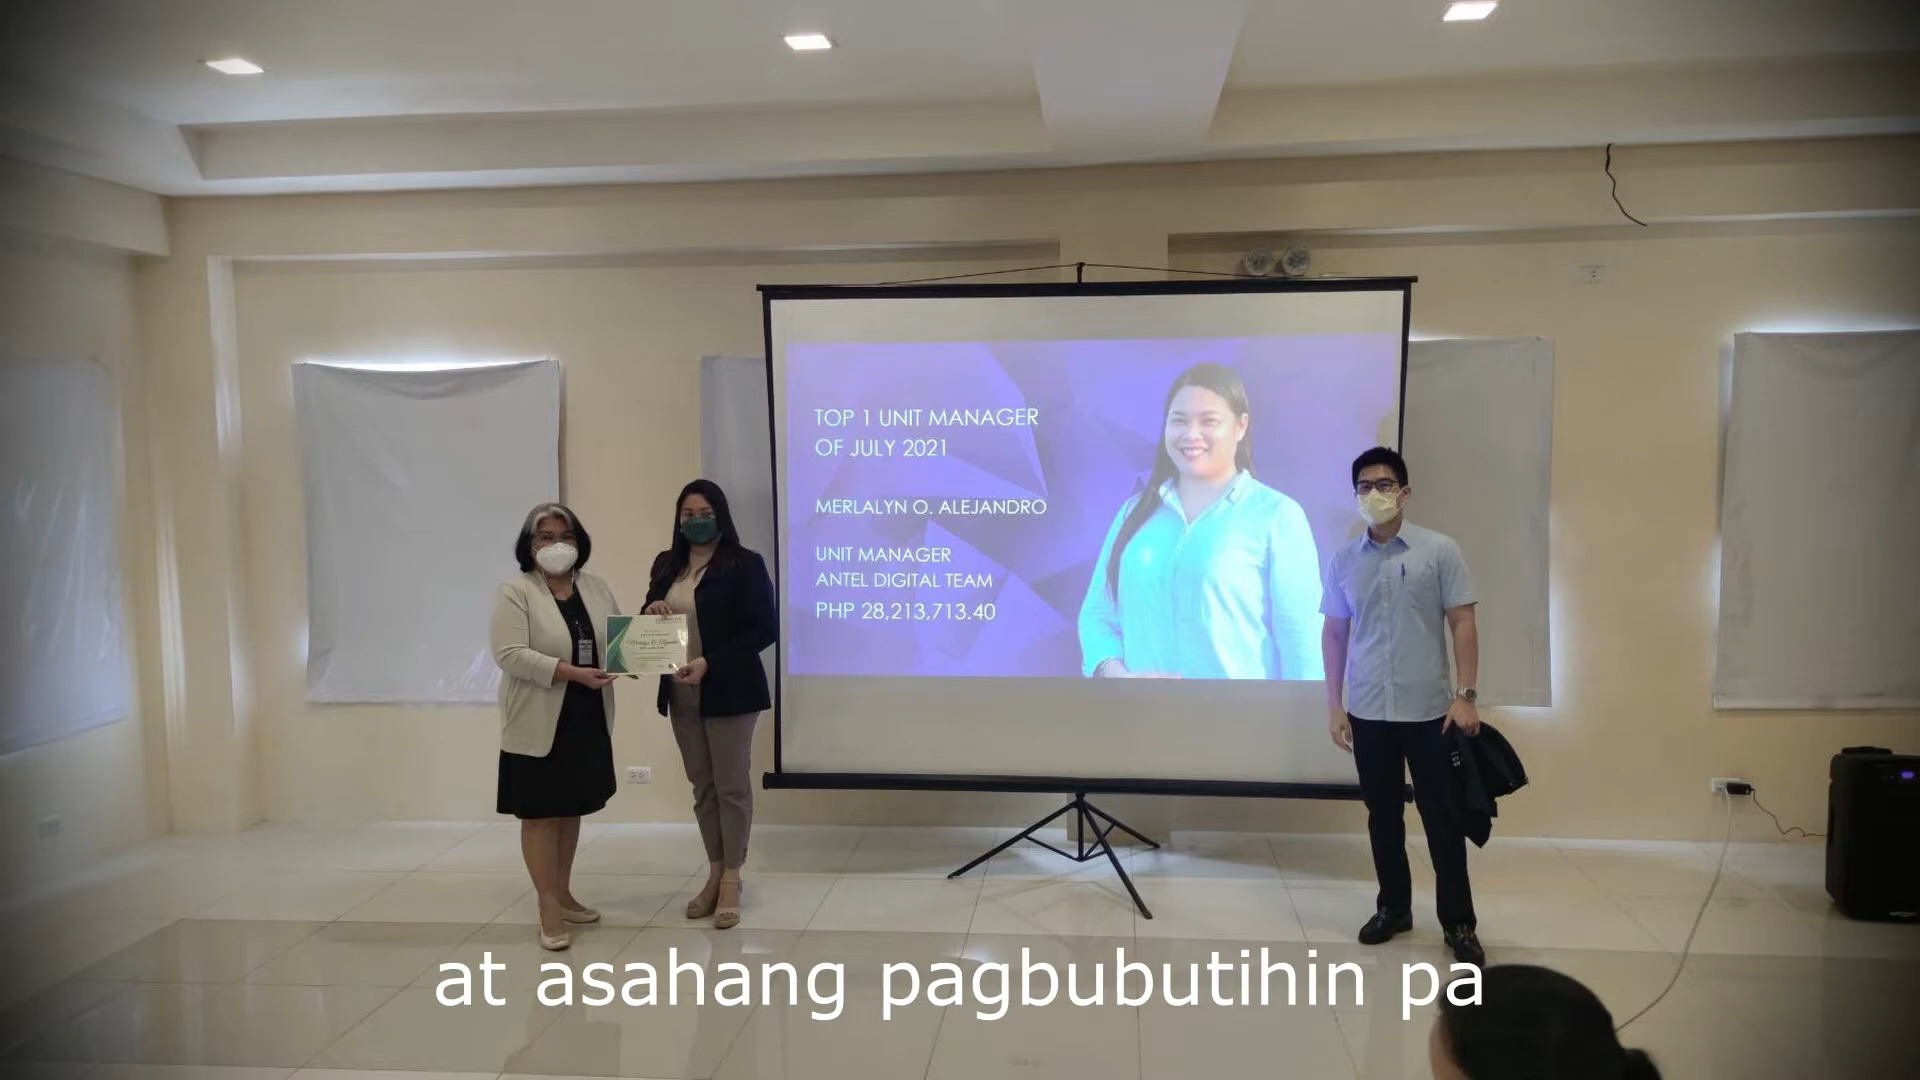 TOP 1 UNIT MANAGER
OF JULY 2021
MERLALYN O. ALEJANDRO
UNIT MANAGER
ANTEL DIGITAL TEAM
PHP 28,213,713.40
at asahang pagbubutihin pa